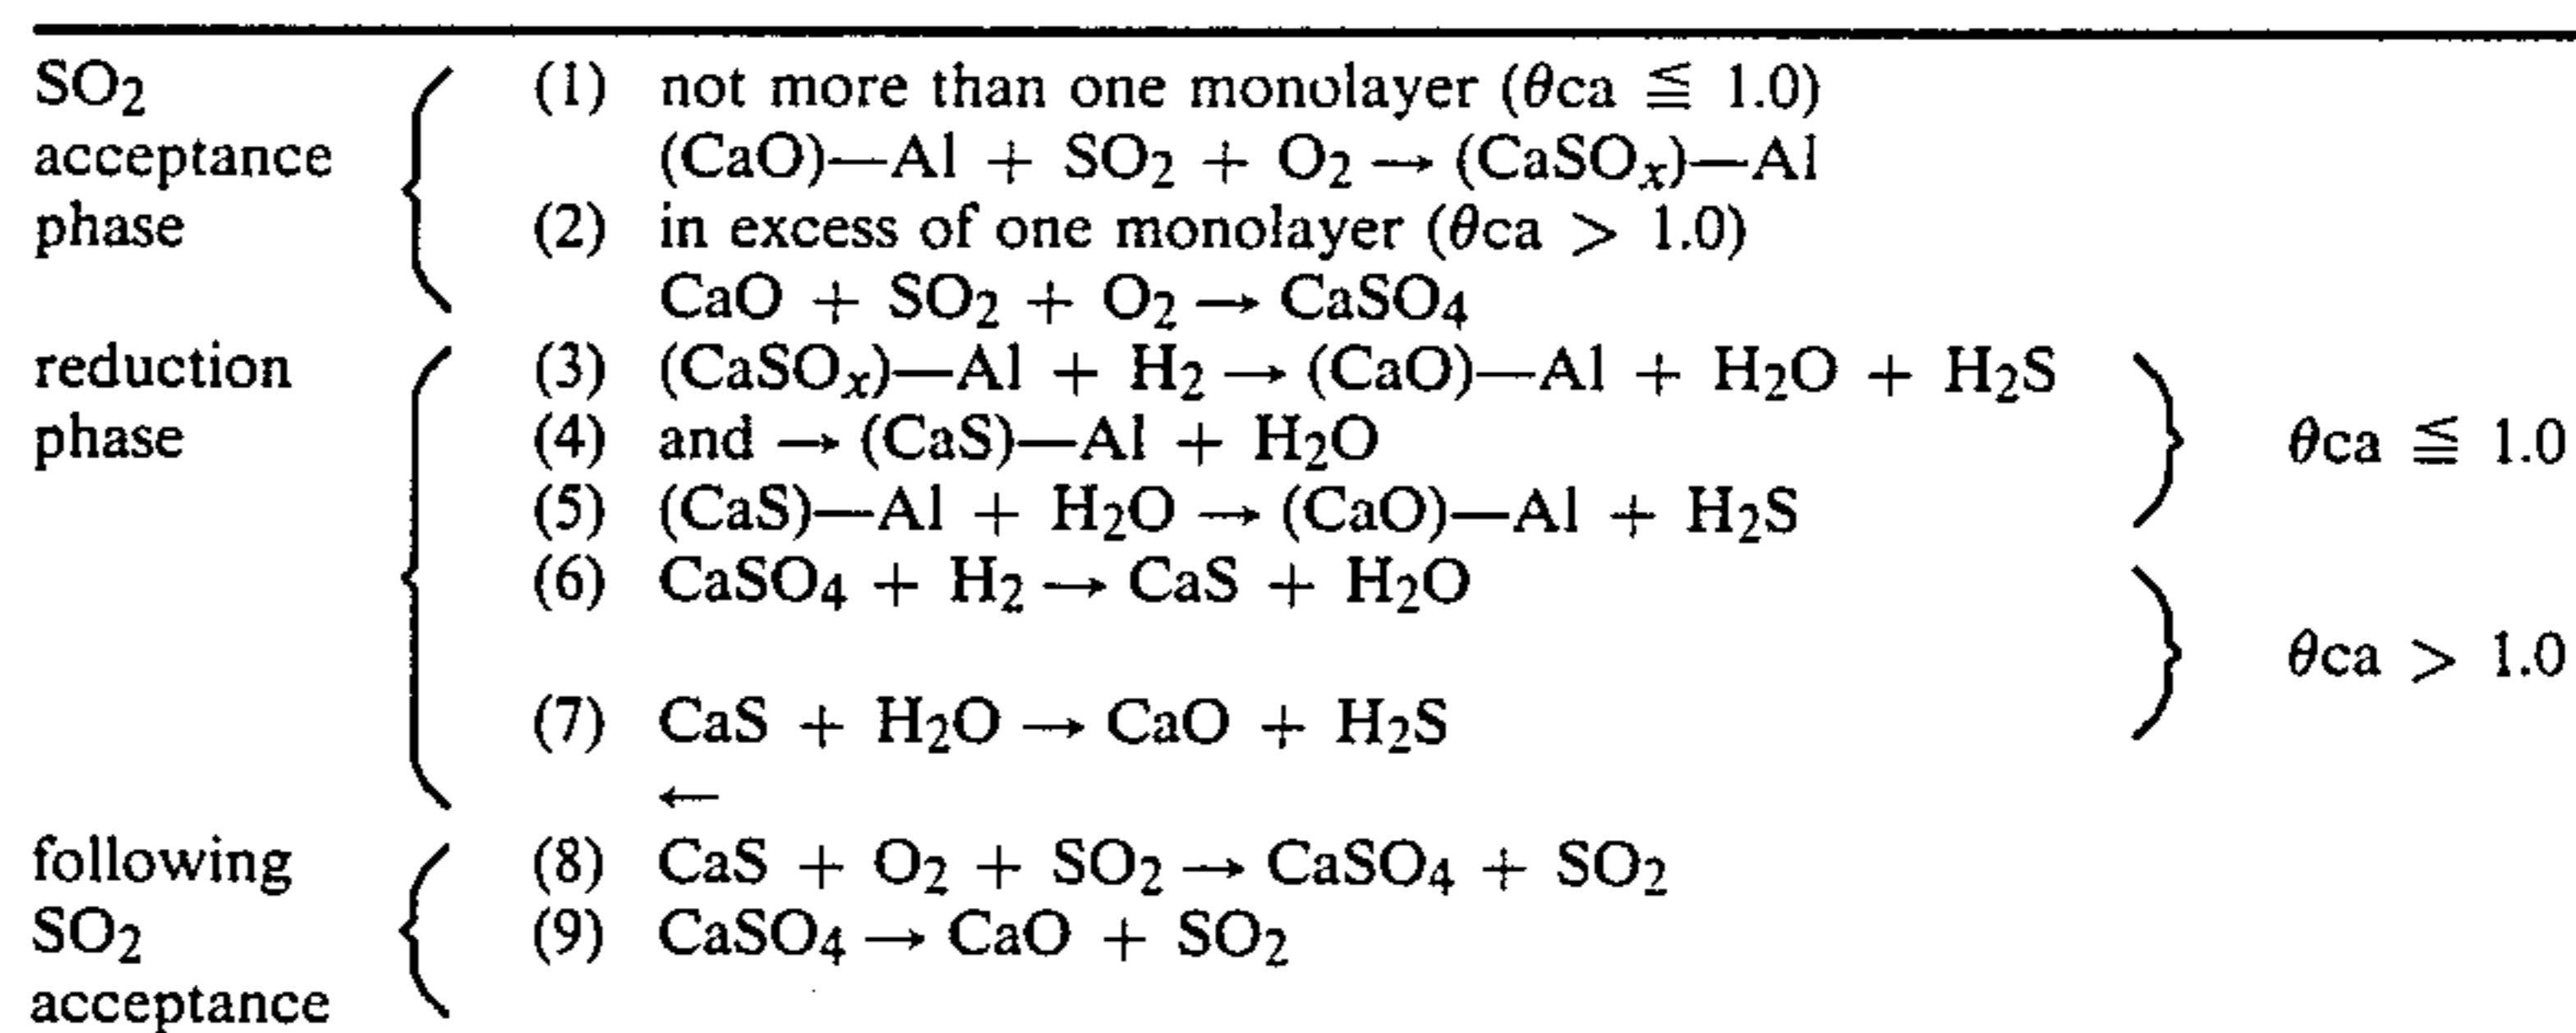 SO₂ (1) not more than one monolayer (θca ≦ 1.0)
acceptance (CaO)—Al + SO₂ + O₂ → (CaSOₓ)—Al
phase (2) in excess of one monolayer (θca > 1.0)
CaO + SO₂ + O₂ → CaSO₄
reduction (3) (CaSOₓ)—Al + H₂ → (CaO)—Al + H₂O + H₂S
phase (4) and → (CaS)—Al + H₂O θca ≦ 1.0
(5) (CaS)—Al + H₂O → (CaO)—Al + H₂S
(6) CaSO₄ + H₂ → CaS + H₂O
θca > 1.0
(7) CaS + H₂O → CaO + H₂S
←
following (8) CaS + O₂ + SO₂ → CaSO₄ + SO₂
SO₂ (9) CaSO₄ → CaO + SO₂
acceptance